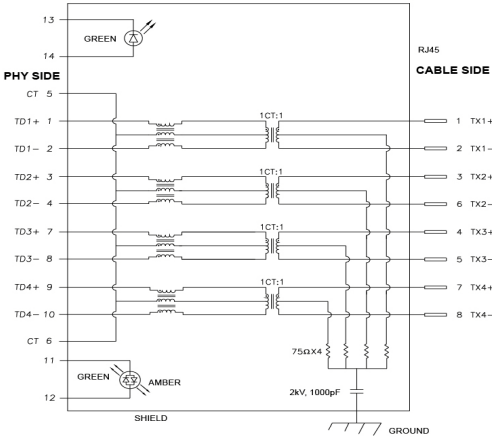 13
GREEN
14
RJ45
PHY SIDE
CABLE SIDE
CT 5
1CT:1
TD1+ 1
1 TX1+
TD1- 2
2 TX1-
1CT:1
TD2+ 3
3 TX2+
TD2- 4
6 TX2-
1CT:1
TD3+ 7
4 TX3+
TD3- 8
5 TX3-
1CT:1
TD4+ 9
7 TX4+
TD4- 10
8 TX4-
CT 6
75ΩX4
11
GREEN
AMBER
12
2kV, 1000pF
SHIELD
GROUND